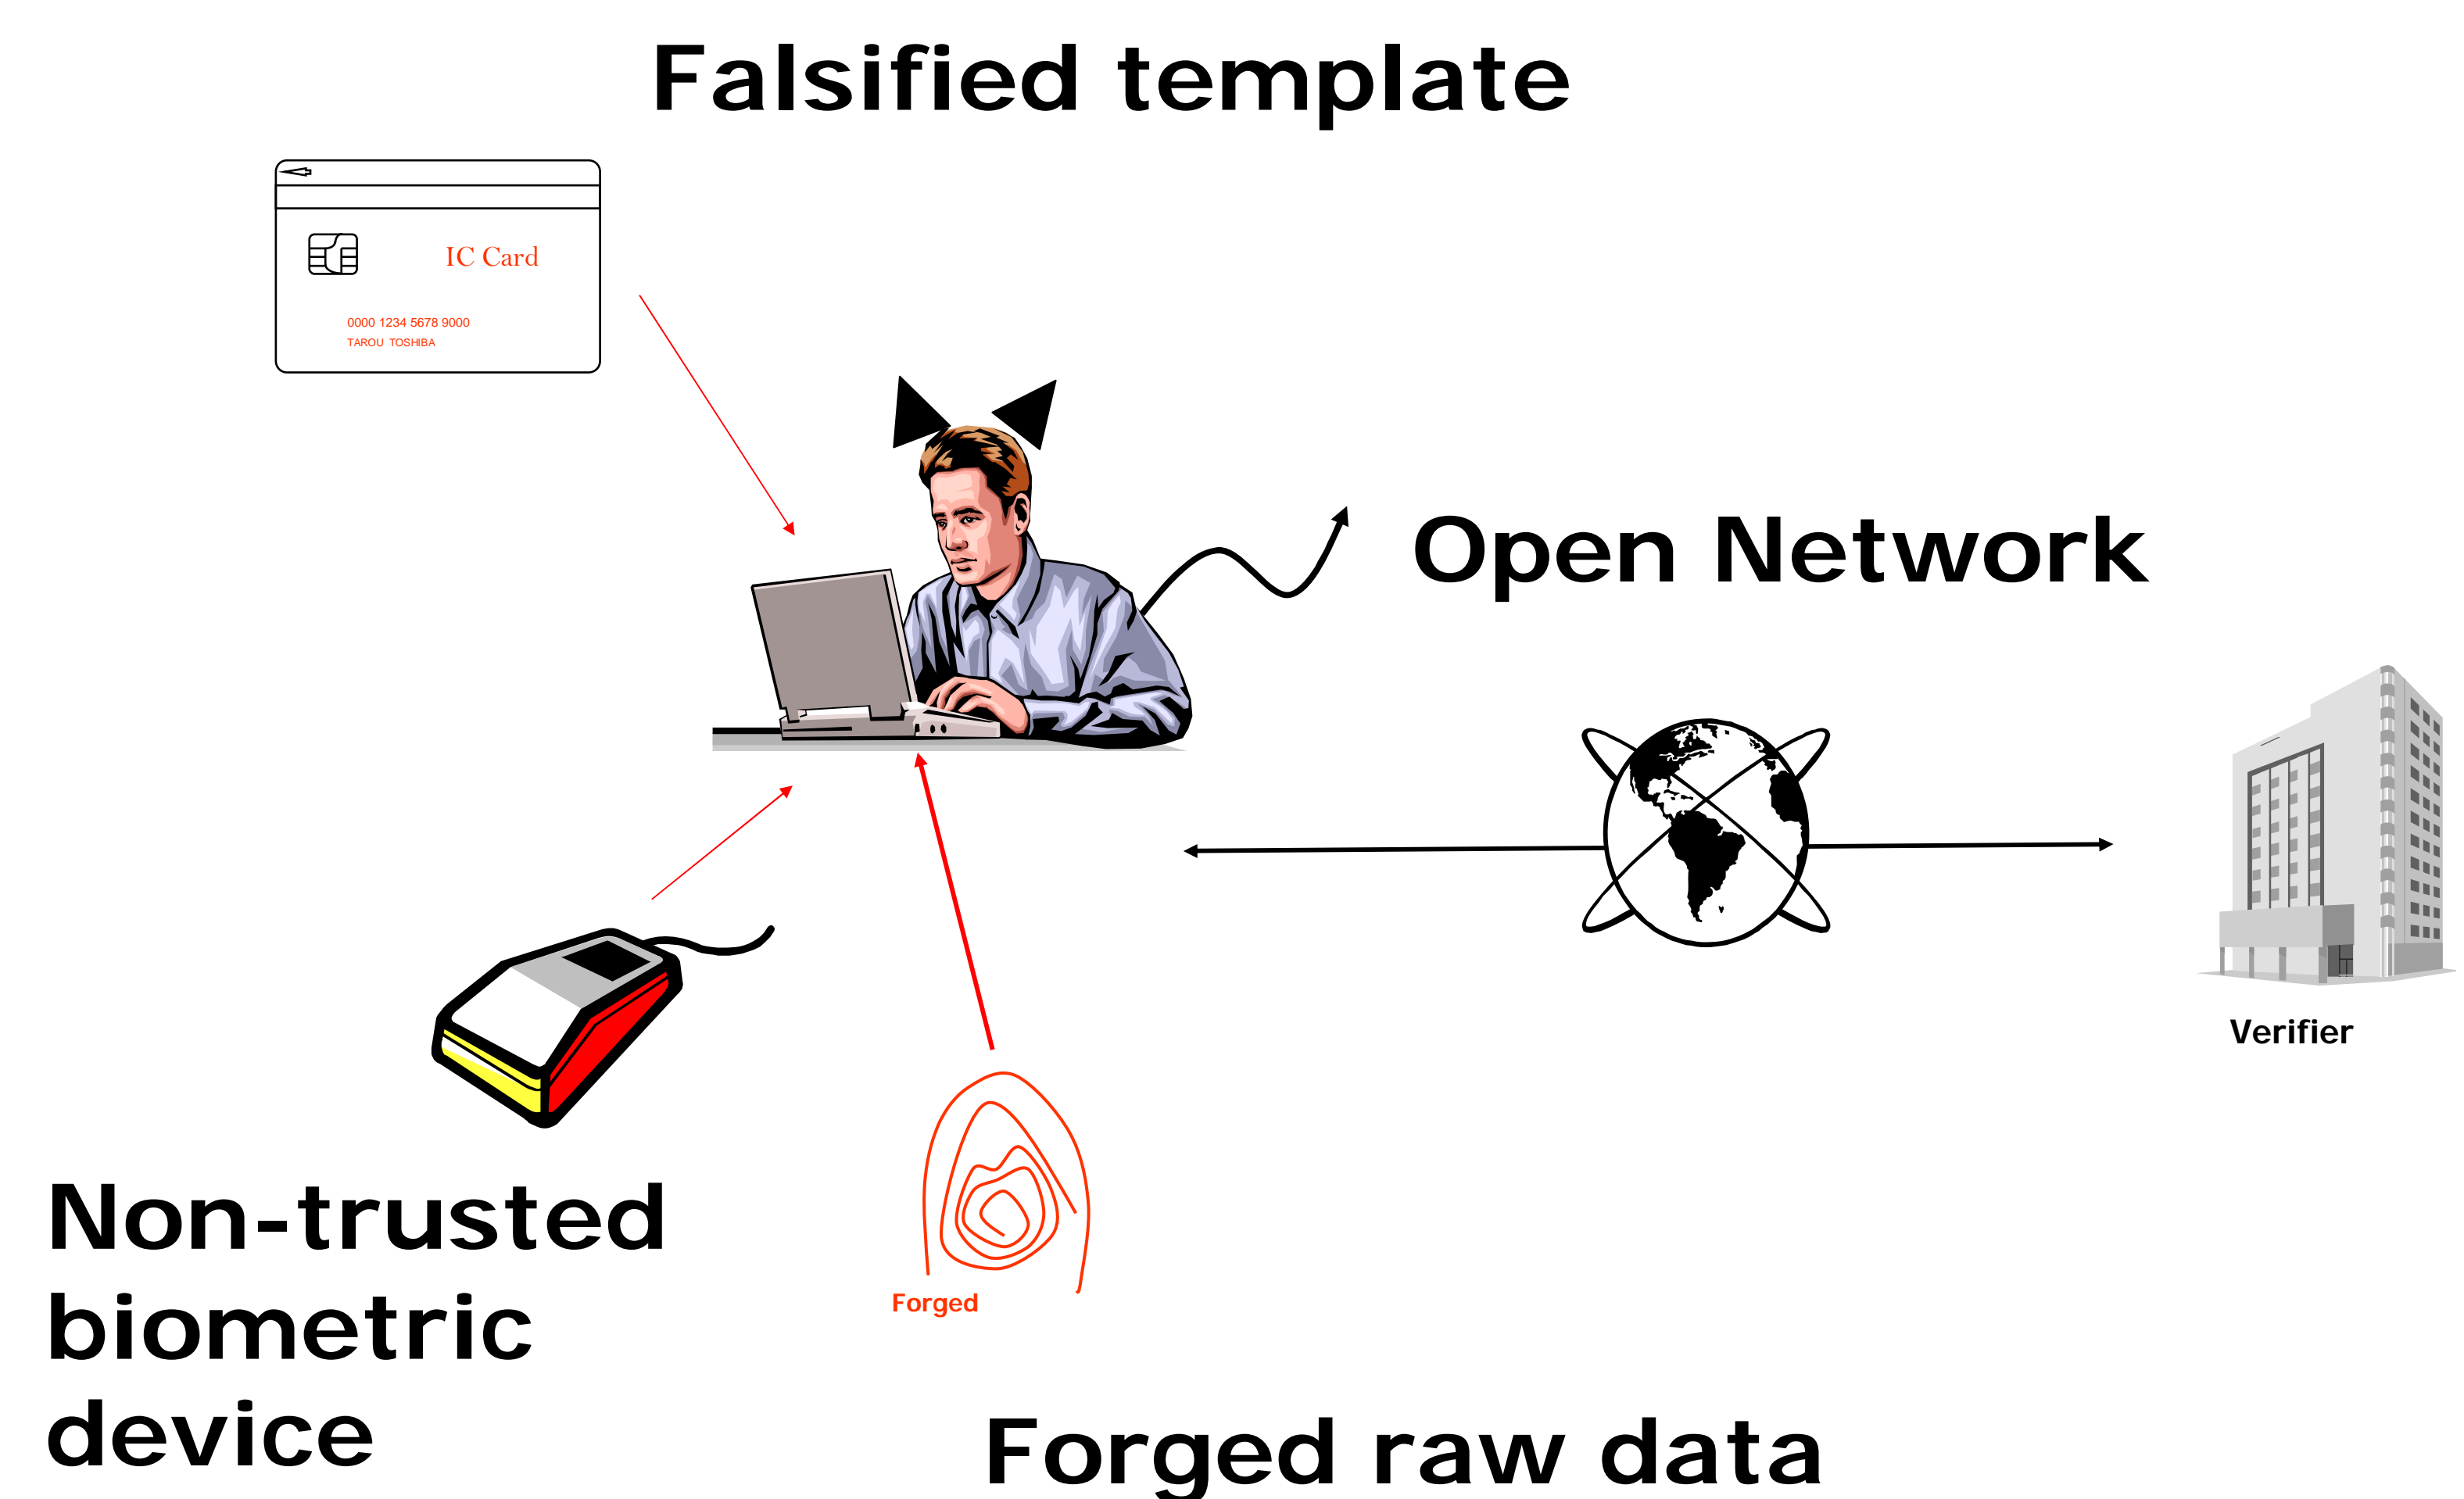 Falsified template
IC Card
0000 1234 5678 9000
TAROU TOSHIBA
Open Network
Verifier
Non-trusted
biometric
device
Forged
Forged raw data